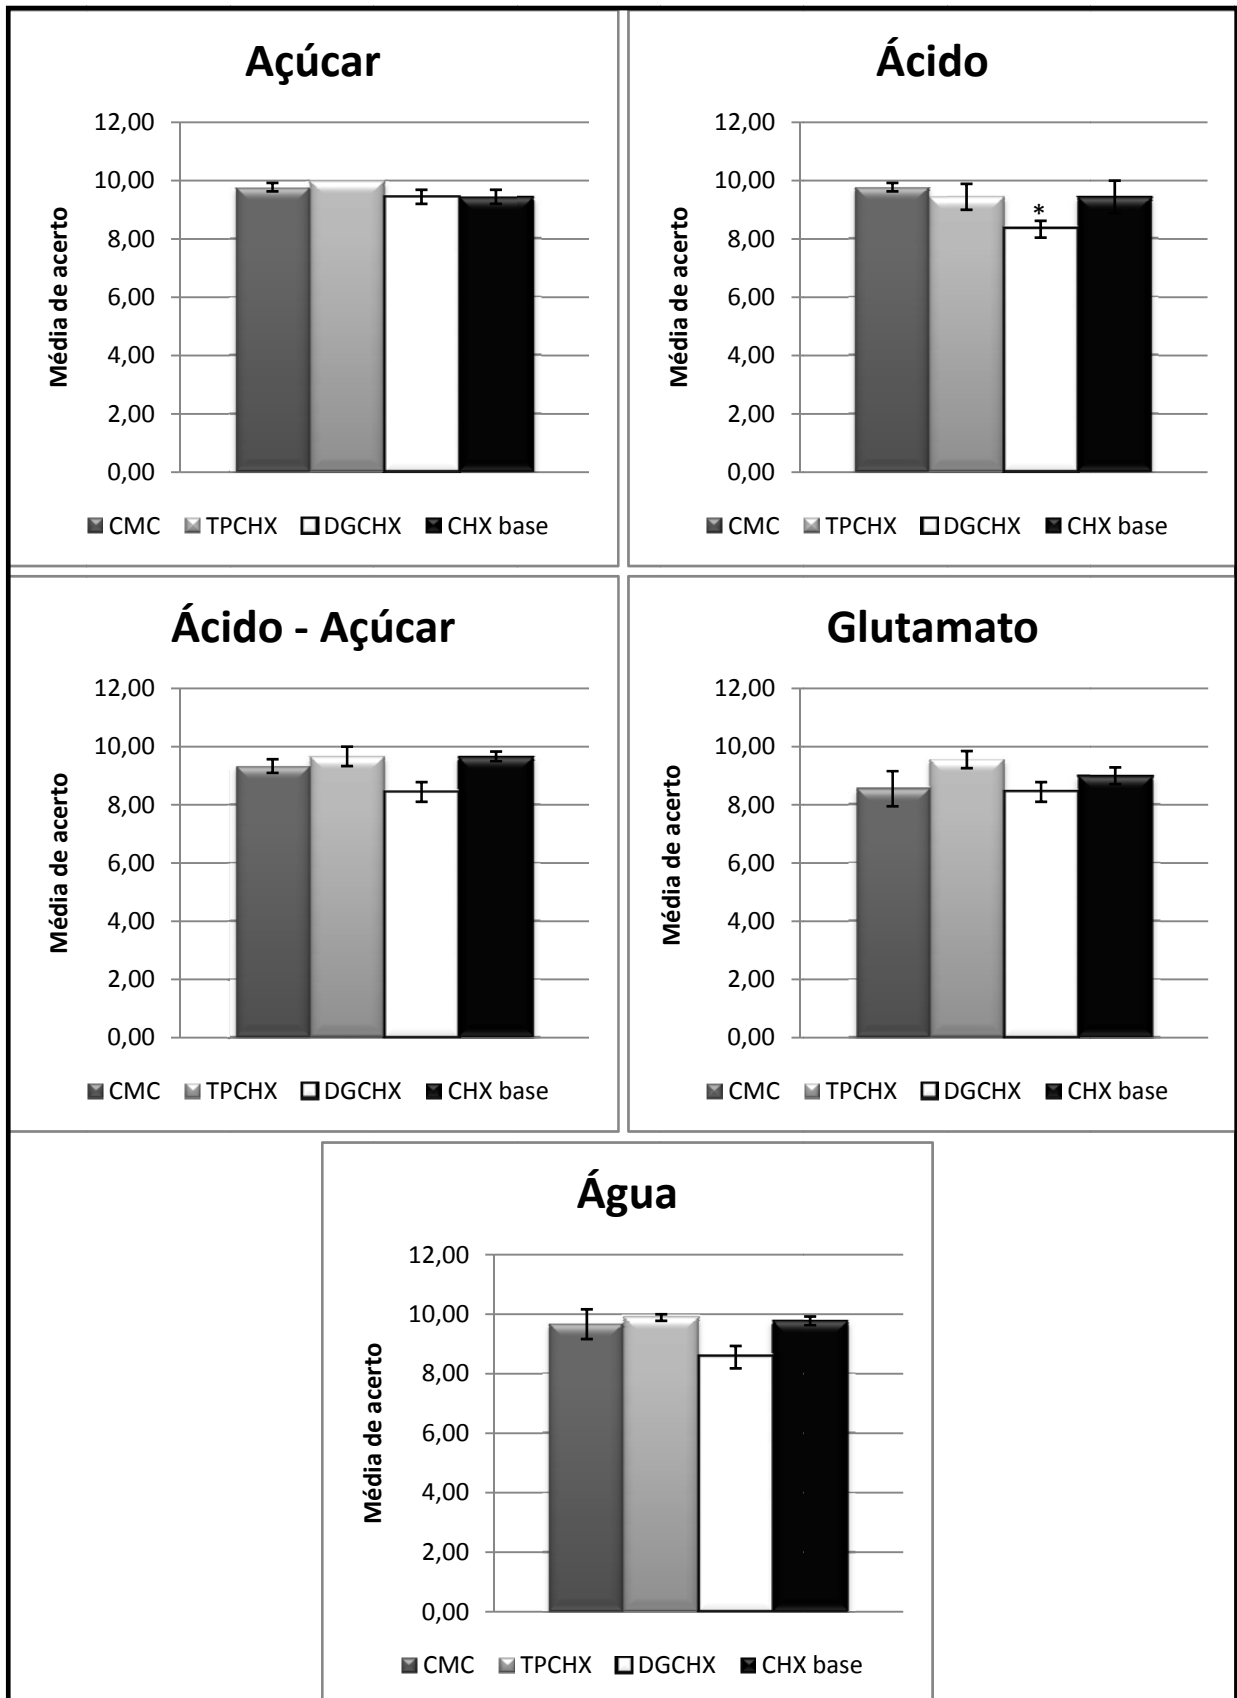 Açúcar
Média de acerto
12,00
10,00
8,00
6,00
4,00
2,00
0,00
CMC TPCHX DGCHX CHX base
Ácido
Média de acerto
12,00
10,00
8,00
6,00
4,00
2,00
0,00
*
CMC TPCHX DGCHX CHX base
Ácido - Açúcar
Média de acerto
12,00
10,00
8,00
6,00
4,00
2,00
0,00
CMC TPCHX DGCHX CHX base
Glutamato
Média de acerto
12,00
10,00
8,00
6,00
4,00
2,00
0,00
CMC TPCHX DGCHX CHX base
Água
Média de acerto
12,00
10,00
8,00
6,00
4,00
2,00
0,00
CMC TPCHX DGCHX CHX base